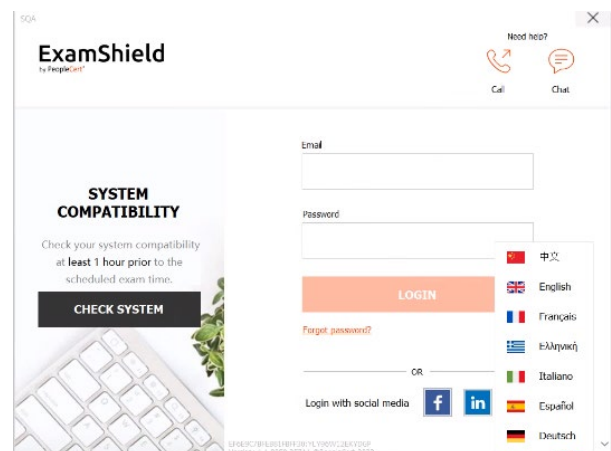 SQA
ExamShield
by PeopleCert
Need help?
Call
Chat
SYSTEM
COMPATIBILITY
Check your system compatibility
at least 1 hour prior to the
scheduled exam time.
CHECK SYSTEM
Email
Password
LOGIN
Forgot password?
OR
Login with social media
中文
English
Français
Ελληνική
Italiano
Español
Deutsch